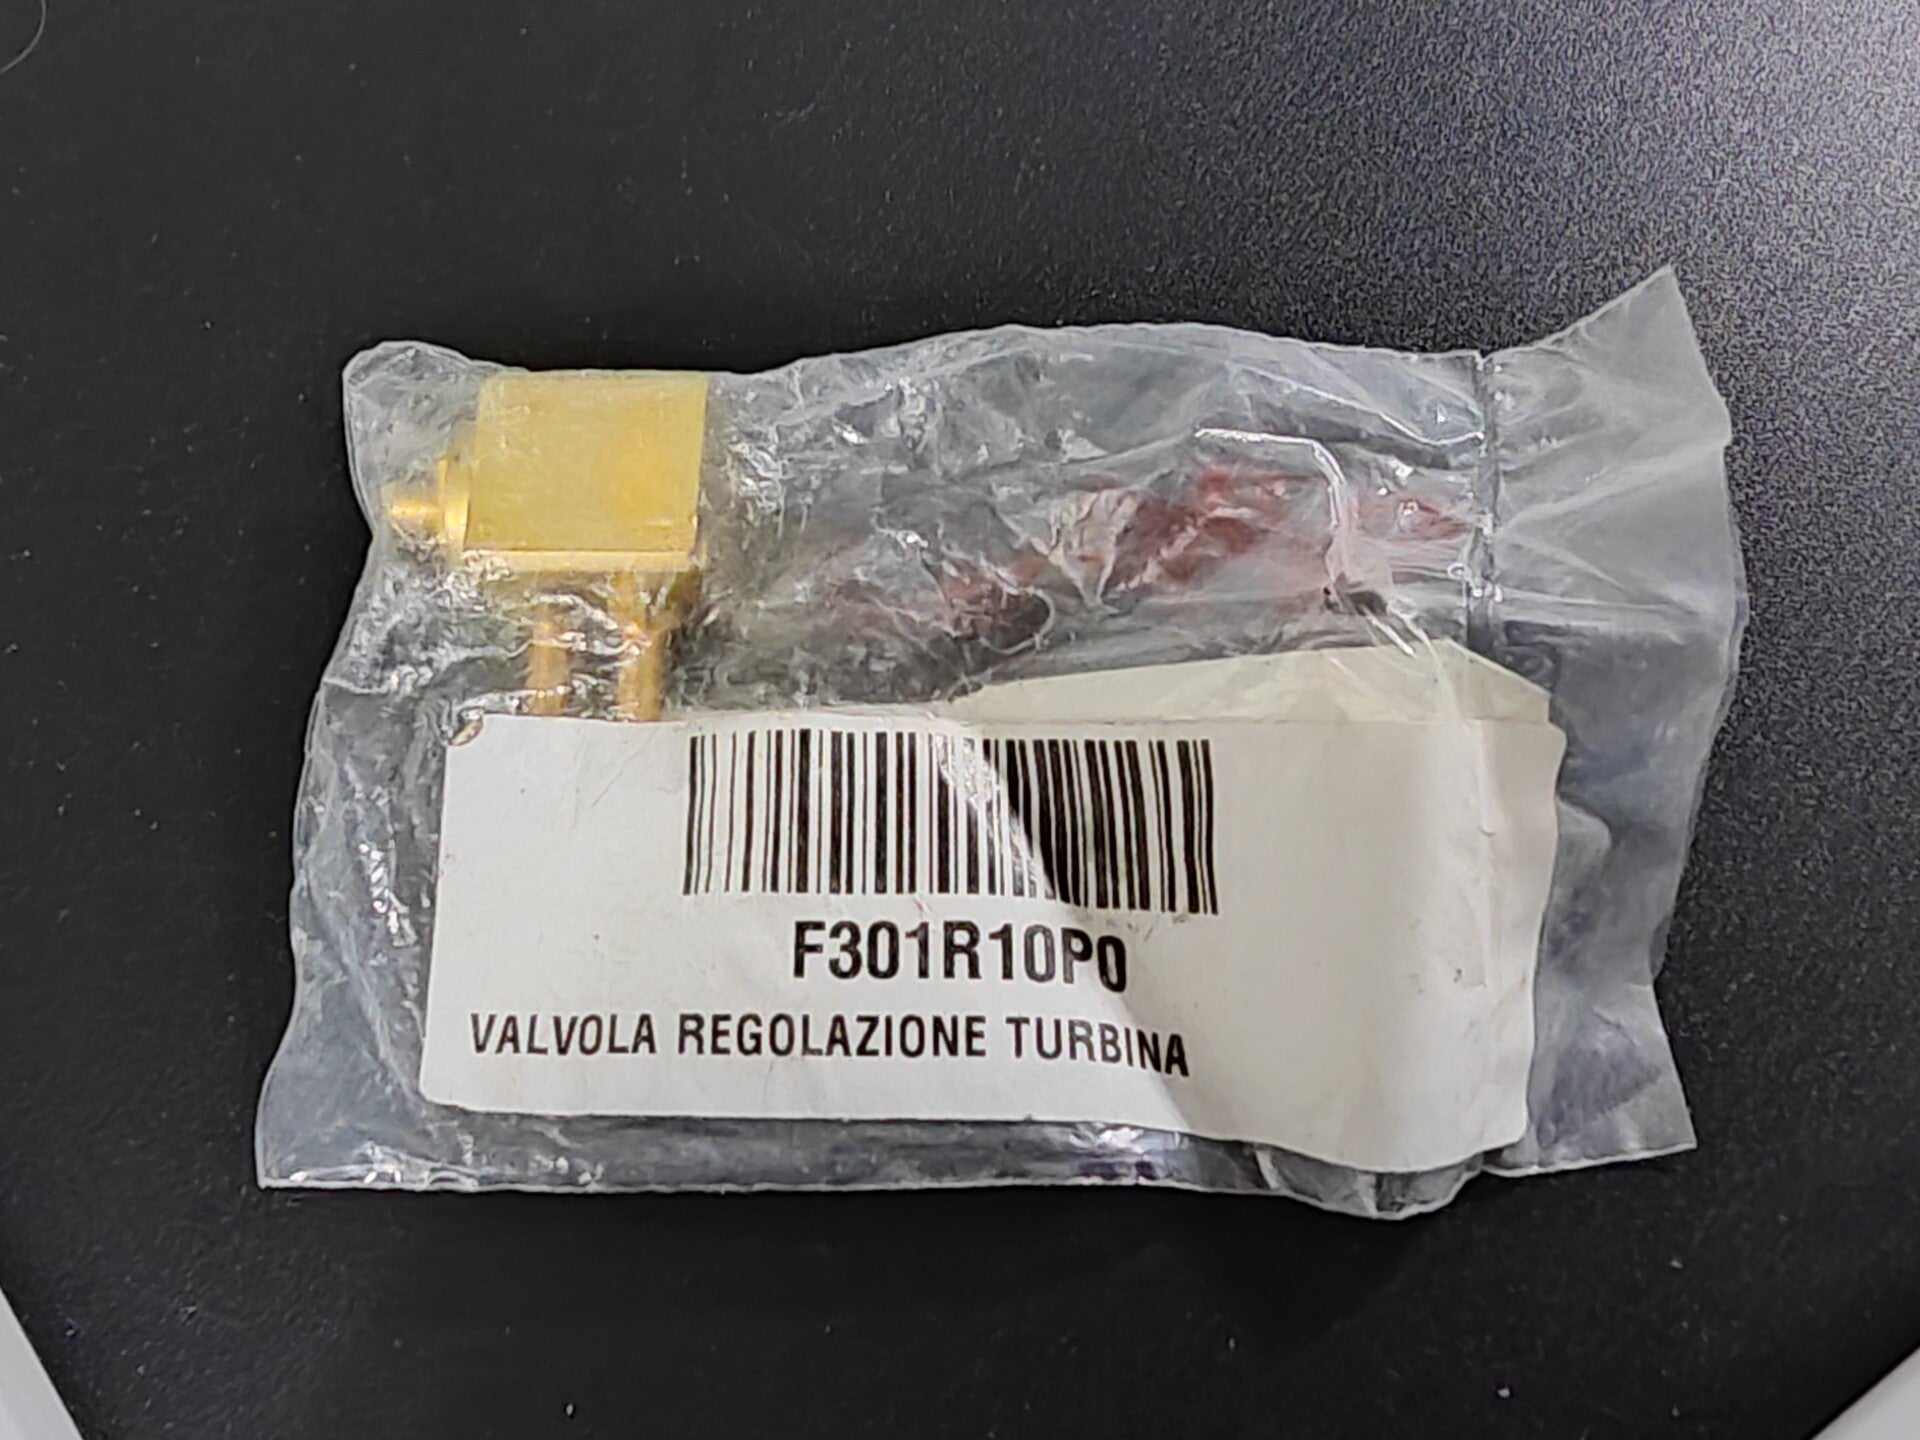 F301R10P0
VALVOLA REGOLAZIONE TURBINA